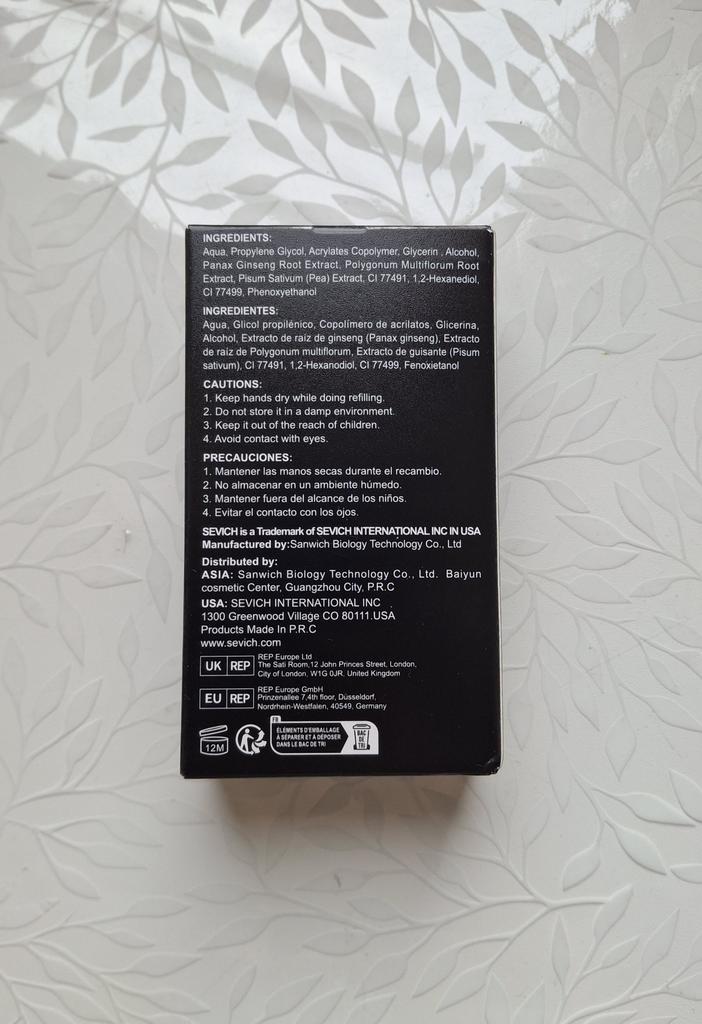 INGREDIENTS:
Aqua, Propylene Glycol, Acrylates Copolymer, Glycerin , Alcohol,
Panax Ginseng Root Extract, Polygonum Multiflorum Root
Extract, Pisum Sativum (Pea) Extract, CI 77491, 1,2-Hexanediol,
CI 77499, Phenoxyethanol
INGREDIENTES:
Agua, Glicol propilénico, Copolímero de acrilatos, Glicerina,
Alcohol, Extracto de raíz de ginseng (Panax ginseng), Extracto
de raíz de Polygonum multiflorum, Extracto de guisante (Pisum
sativum), CI 77491, 1,2-Hexanodiol, CI 77499, Fenoxietanol
CAUTIONS:
1. Keep hands dry while doing refilling.
2. Do not store it in a damp environment.
3. Keep it out of the reach of children.
4. Avoid contact with eyes.
PRECAUCIONES:
1. Mantener las manos secas durante el recambio.
2. No almacenar en un ambiente húmedo.
3. Mantener fuera del alcance de los niños.
4. Evitar el contacto con los ojos.
SEVICH is a Trademark of SEVICH INTERNATIONAL INC IN USA
Manufactured by:Sanwich Biology Technology Co., Ltd
Distributed by:
ASIA: Sanwich Biology Technology Co., Ltd. Baiyun
cosmetic Center, Guangzhou City, P.R.C
USA: SEVICH INTERNATIONAL INC
1300 Greenwood Village CO 80111.USA
Products Made In P.R.C
www.sevich.com
UK REP
REP Europe Ltd
The Sati Room,12 John Princes Street, London,
City of London, W1G 0JR, United Kingdom
EU REP
REP Europe GmbH
Prinzenallee 7,4th floor, Düsseldorf,
Nordrhein-Westfalen, 40549, Germany
12M
FR
ÉLÉMENTS D'EMBALLAGE
À SÉPARER ET À DÉPOSER
DANS LE BAC DE TRI
BAC
DE
TRI